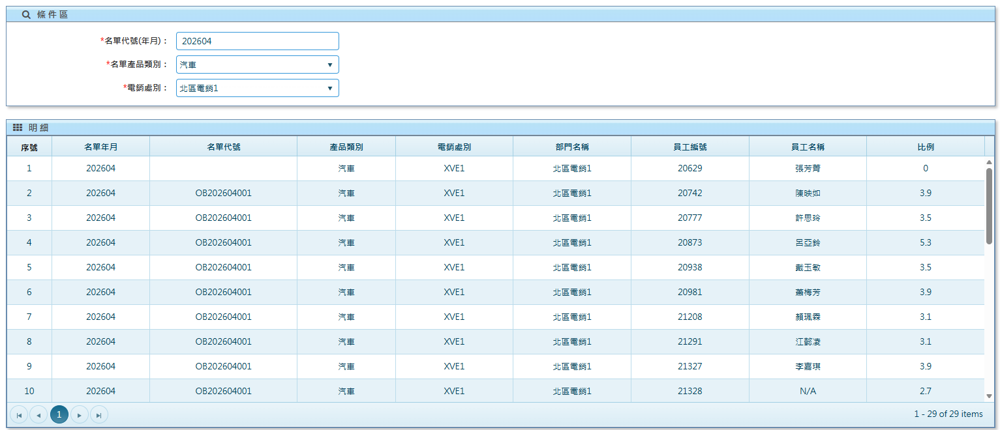 條件區
*名單代號(年月)： 202604
*名單產品類別： 汽車
*電銷處別： 北區電銷1
明細
序號 名單年月 名單代號 產品類別 電銷處別 部門名稱 員工編號 員工名稱 比例
1 202604 汽車 XVE1 北區電銷1 20629 張芳菁 0
2 202604 OB202604001 汽車 XVE1 北區電銷1 20742 陳映如 3.9
3 202604 OB202604001 汽車 XVE1 北區電銷1 20777 許思玲 3.5
4 202604 OB202604001 汽車 XVE1 北區電銷1 20873 呂亞鈴 5.3
5 202604 OB202604001 汽車 XVE1 北區電銷1 20938 戴玉敏 3.5
6 202604 OB202604001 汽車 XVE1 北區電銷1 20981 蕭梅芳 3.9
7 202604 OB202604001 汽車 XVE1 北區電銷1 21208 顏珮霖 3.1
8 202604 OB202604001 汽車 XVE1 北區電銷1 21291 江懿凌 3.1
9 202604 OB202604001 汽車 XVE1 北區電銷1 21327 李嘉琪 3.9
10 202604 OB202604001 汽車 XVE1 北區電銷1 21328 N/A 2.7
1 1 - 29 of 29 items